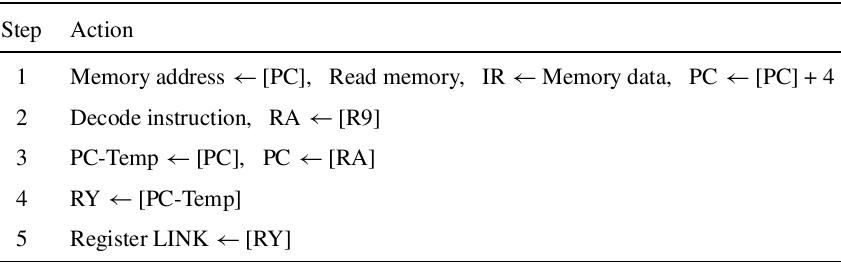 Step Action
1 Memory address ← [PC], Read memory, IR ← Memory data, PC ← [PC] + 4
2 Decode instruction, RA ← [R9]
3 PC-Temp ← [PC], PC ← [RA]
4 RY ← [PC-Temp]
5 Register LINK ← [RY]